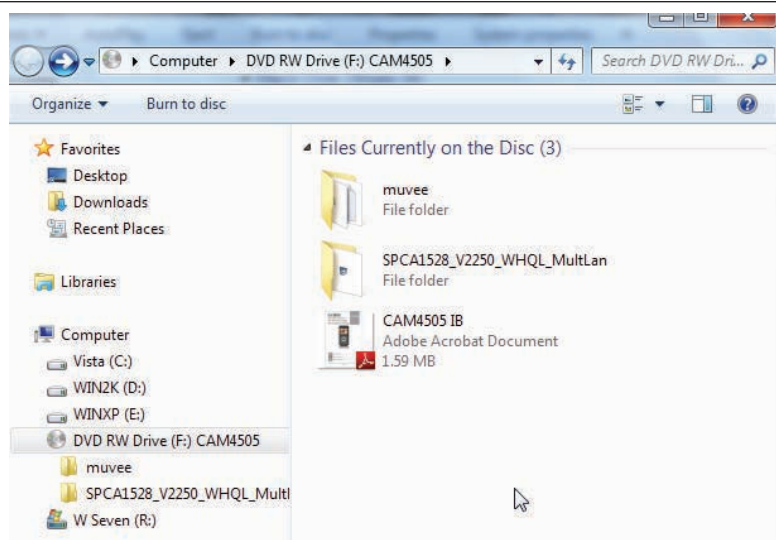 Computer ▸ DVD RW Drive (F:) CAM4505 ▸ Search DVD RW Dri...
Organize Burn to disc
Favorites
Desktop
Downloads
Recent Places
Libraries
Computer
Vista (C:)
WIN2K (D:)
WINXP (E:)
DVD RW Drive (F:) CAM4505
muvee
SPCA1528_V2250_WHQL_Multl
W Seven (R:)
Files Currently on the Disc (3)
muvee
File folder
SPCA1528_V2250_WHQL_MultLan
File folder
CAM4505 IB
Adobe Acrobat Document
1.59 MB